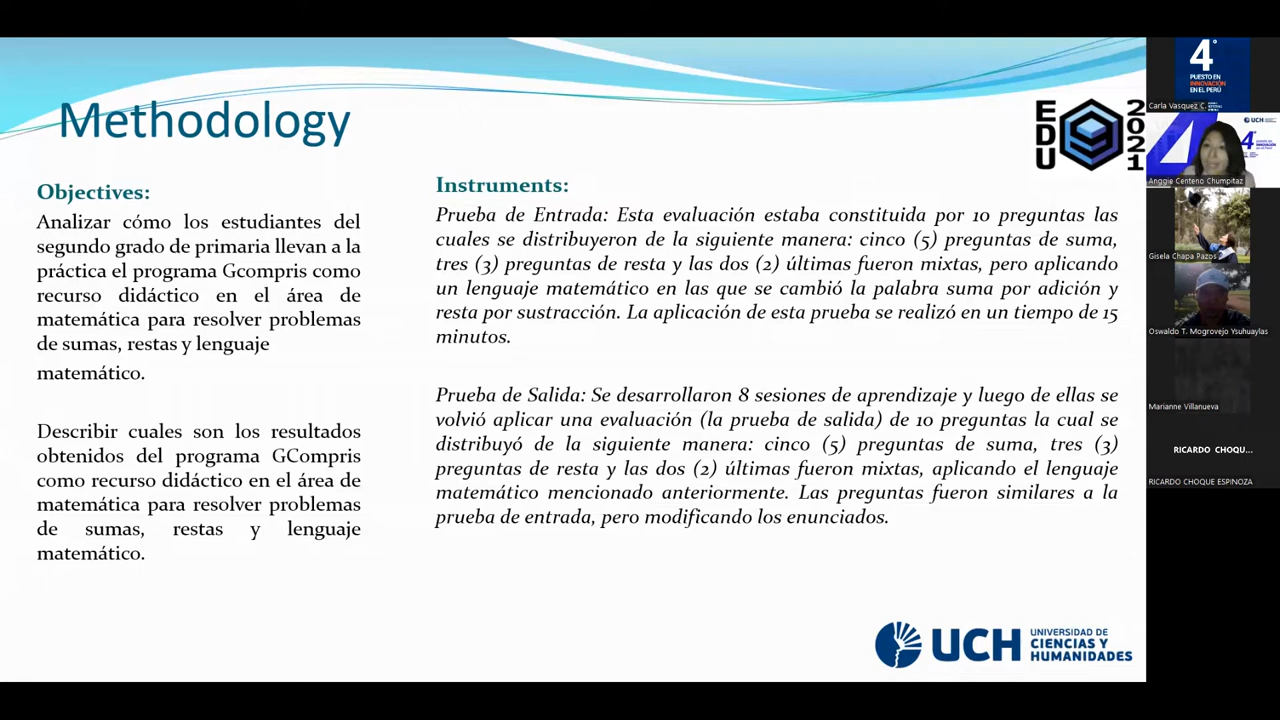 Methodology
EDU
2021
Objectives:
Analizar cómo los estudiantes del
segundo grado de primaria llevan a la
práctica el programa Gcompris como
recurso didáctico en el área de
matemática para resolver problemas
de sumas, restas y lenguaje
matemático.
Describir cuales son los resultados
obtenidos del programa GCompris
como recurso didáctico en el área de
matemática para resolver problemas
de sumas, restas y lenguaje
matemático.
Instruments:
Prueba de Entrada: Esta evaluación estaba constituida por 10 preguntas las
cuales se distribuyeron de la siguiente manera: cinco (5) preguntas de suma,
tres (3) preguntas de resta y las dos (2) últimas fueron mixtas, pero aplicando
un lenguaje matemático en las que se cambió la palabra suma por adición y
resta por sustracción. La aplicación de esta prueba se realizó en un tiempo de 15
minutos.
Prueba de Salida: Se desarrollaron 8 sesiones de aprendizaje y luego de ellas se
volvió aplicar una evaluación (la prueba de salida) de 10 preguntas la cual se
distribuyó de la siguiente manera: cinco (5) preguntas de suma, tres (3)
preguntas de resta y las dos (2) últimas fueron mixtas, aplicando el lenguaje
matemático mencionado anteriormente. Las preguntas fueron similares a la
prueba de entrada, pero modificando los enunciados.
UCH
UNIVERSIDAD DE
CIENCIAS Y
HUMANIDADES
4°
PUESTO EN
INNOVACIÓN
EN EL PERÚ
Carla Vasquez C.
UCH
4°
Anggie Centeno Chumpitaz
Gisela Chapa Pazos
Oswaldo T. Mogrovejo Ysuhuaylas
Marianne Villanueva
RICARDO CHOQU...
RICARDO CHOQUE ESPINOZA